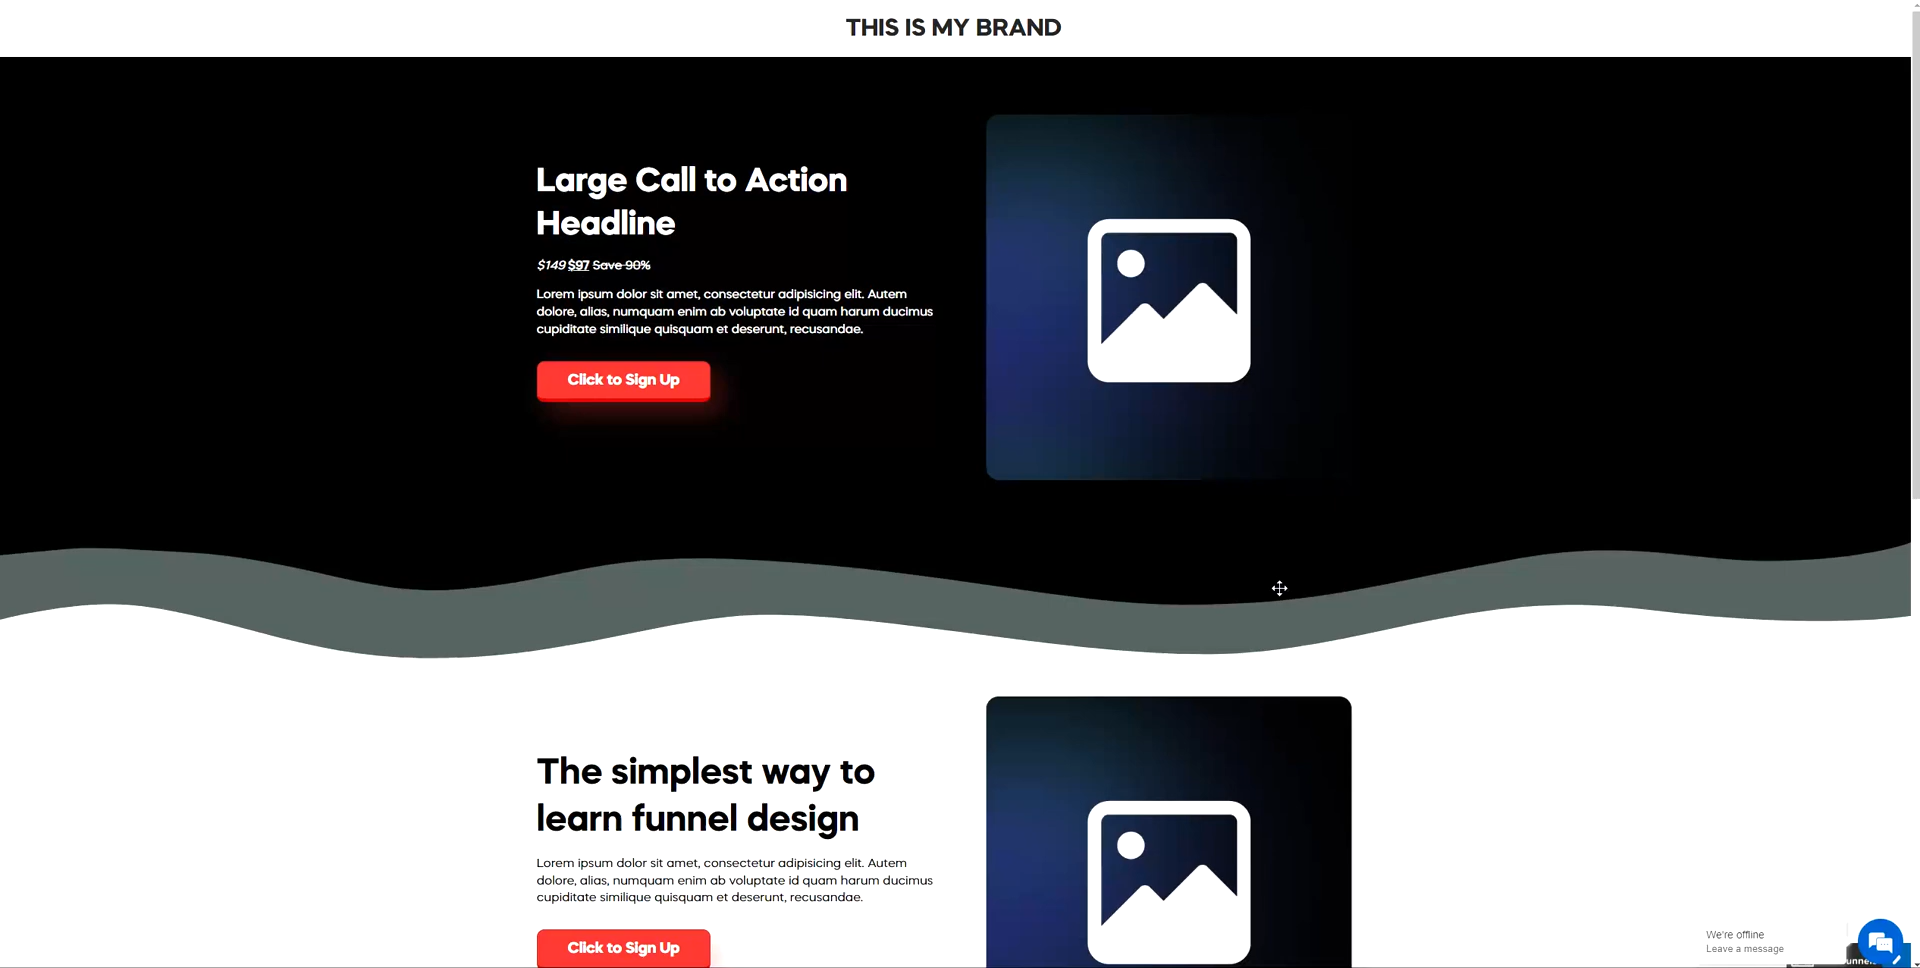 THIS IS MY BRAND
Large Call to Action
Headline
$149 $97 Save 90%
Lorem ipsum dolor sit amet, consectetur adipisicing elit. Autem
dolore, alias, numquam enim ab voluptate id quam harum ducimus
cupiditate similique quisquam et deserunt, recusandae.
Click to Sign Up
The simplest way to
learn funnel design
Lorem ipsum dolor sit amet, consectetur adipisicing elit. Autem
dolore, alias, numquam enim ab voluptate id quam harum ducimus
cupiditate similique quisquam et deserunt, recusandae.
Click to Sign Up
We're offline
Leave a message